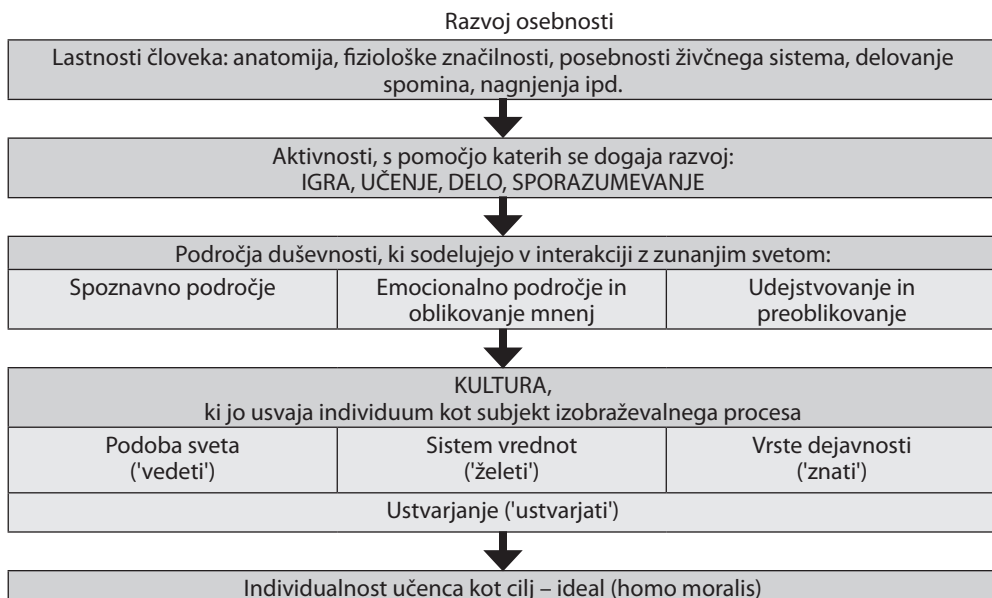 Razvoj osebnosti
Lastnosti človeka: anatomija, fiziološke značilnosti, posebnosti živčnega sistema, delovanje
spomina, nagnjenja ipd.
Aktivnosti, s pomočjo katerih se dogaja razvoj:
IGRA, UČENJE, DELO, SPORAZUMEVANJE
Področja duševnosti, ki sodelujejo v interakciji z zunanjim svetom:
Spoznavno področje
Emocionalno področje in
oblikovanje mnenj
Udejstvovanje in
preoblikovanje
KULTURA,
ki jo usvaja individuum kot subjekt izobraževalnega procesa
Podoba sveta
('vedeti')
Sistem vrednot
('želeti')
Vrste dejavnosti
('znati')
Ustvarjanje ('ustvarjati')
Individualnost učenca kot cilj – ideal (homo moralis)